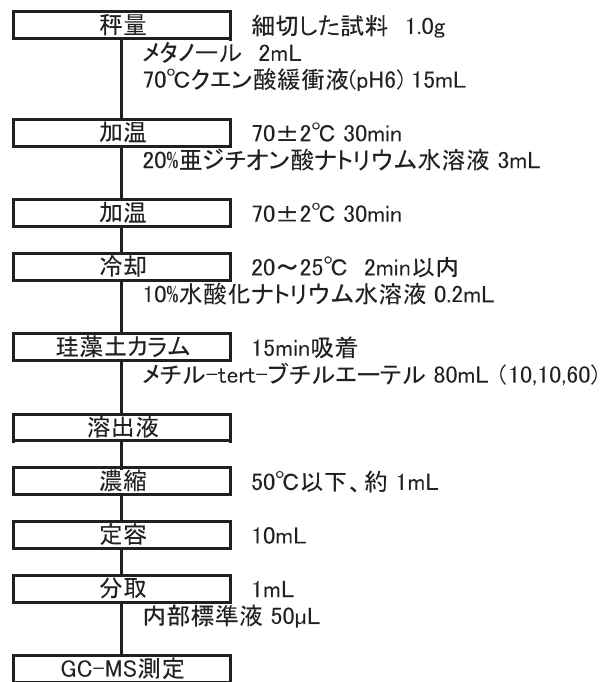 秤量 細切した試料 1.0g
メタノール 2mL
70℃クエン酸緩衝液(pH6) 15mL
加温 70±2℃ 30min
20%亜ジチオン酸ナトリウム水溶液 3mL
加温 70±2℃ 30min
冷却 20～25℃ 2min以内
10%水酸化ナトリウム水溶液 0.2mL
珪藻土カラム 15min吸着
メチル-tert-ブチルエーテル 80mL (10,10,60)
溶出液
濃縮 50℃以下、約 1mL
定容 10mL
分取 1mL
内部標準液 50μL
GC-MS測定